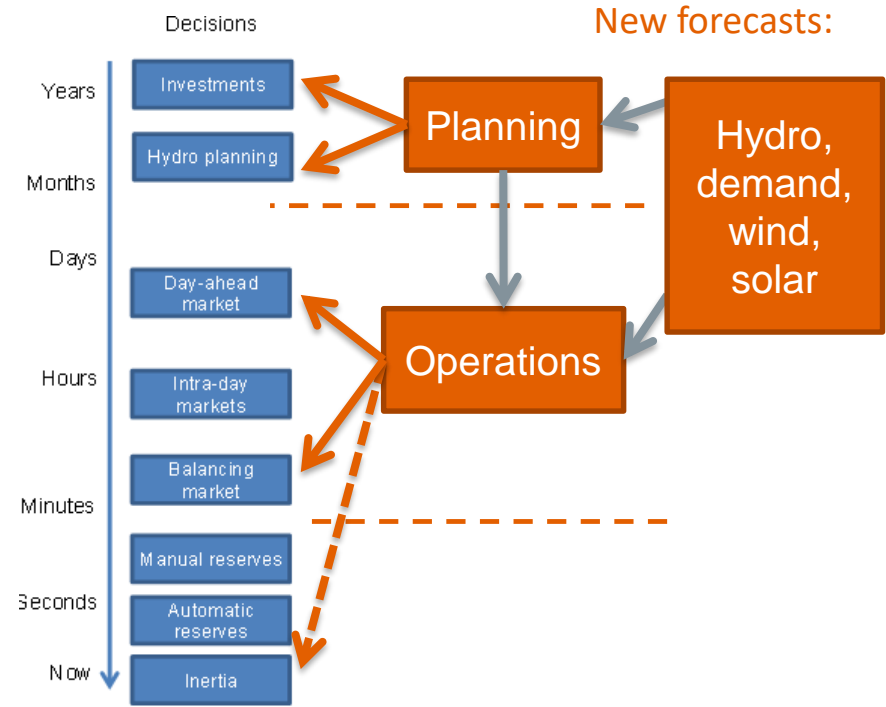 Decisions
New forecasts:
Years
Months
Days
Hours
Minutes
Seconds
Now
Investments
Hydro planning
Day-ahead
market
Intra-day
markets
Balancing
market
Manual reserves
Automatic
reserves
Inertia
Planning
Operations
Hydro,
demand,
wind,
solar